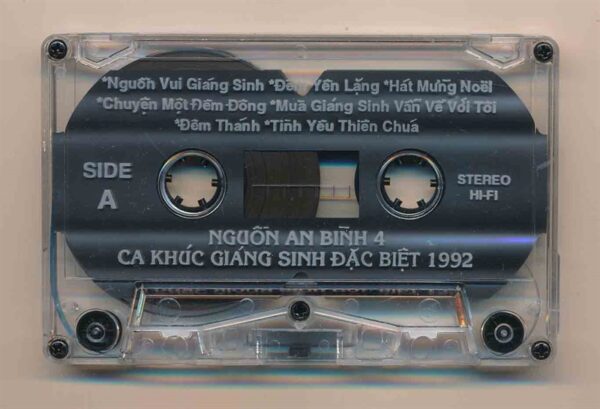 *Nguồn Vui Giáng Sinh *Đêm Yên Lặng *Hát Mừng Noël
*Chuyện Một Đêm Đông *Mùa Giáng Sinh Vẫn Về Với Tôi
*Đêm Thánh *Tình Yêu Thiên Chúa
SIDE
A
STEREO
HI-FI
NGUỒN AN BÌNH 4
CA KHÚC GIÁNG SINH ĐẶC BIỆT 1992